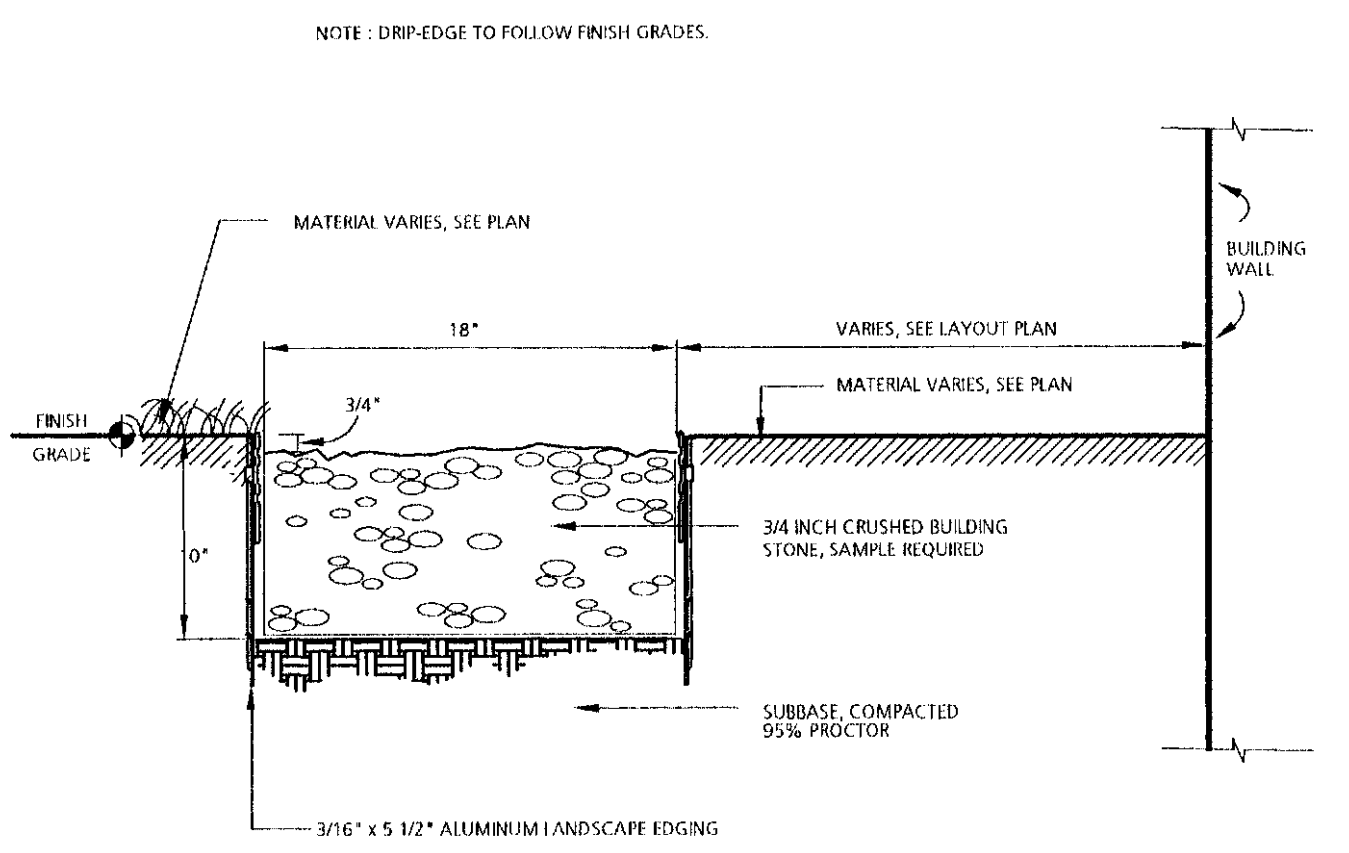 NOTE : DRIP-EDGE TO FOLLOW FINISH GRADES.
MATERIAL VARIES, SEE PLAN
BUILDING
WALL
18"
VARIES, SEE LAYOUT PLAN
MATERIAL VARIES, SEE PLAN
3/4"
FINISH
GRADE
0"
3/4 INCH CRUSHED BUILDING
STONE, SAMPLE REQUIRED
SUBBASE, COMPACTED
95% PROCTOR
3/16" x 5 1/2" ALUMINUM LANDSCAPE EDGING